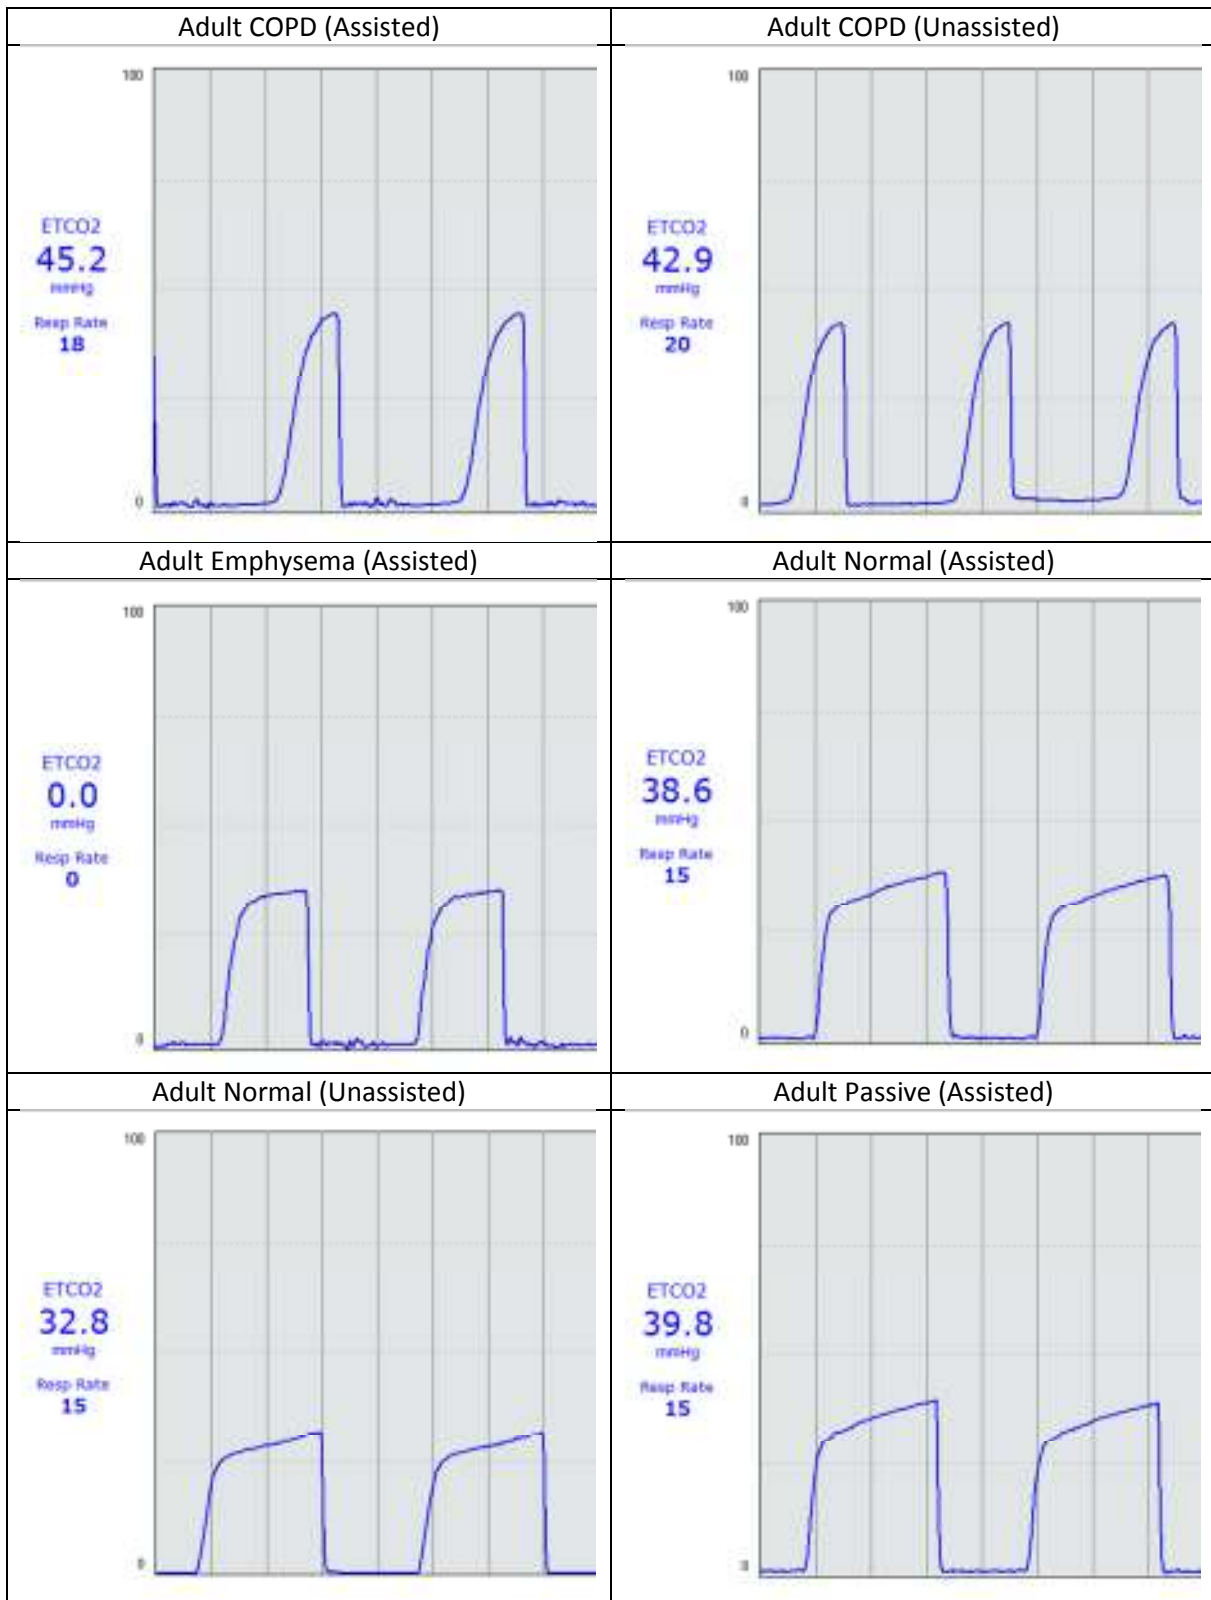 Adult COPD (Assisted)
100
ETCO2
45.2
mmHg
Resp Rate
18
0
Adult COPD (Unassisted)
100
ETCO2
42.9
mmHg
Resp Rate
20
0
Adult Emphysema (Assisted)
100
ETCO2
0.0
mmHg
Resp Rate
0
0
Adult Normal (Assisted)
100
ETCO2
38.6
mmHg
Resp Rate
15
0
Adult Normal (Unassisted)
100
ETCO2
32.8
mmHg
Resp Rate
15
0
Adult Passive (Assisted)
100
ETCO2
39.8
mmHg
Resp Rate
15
0